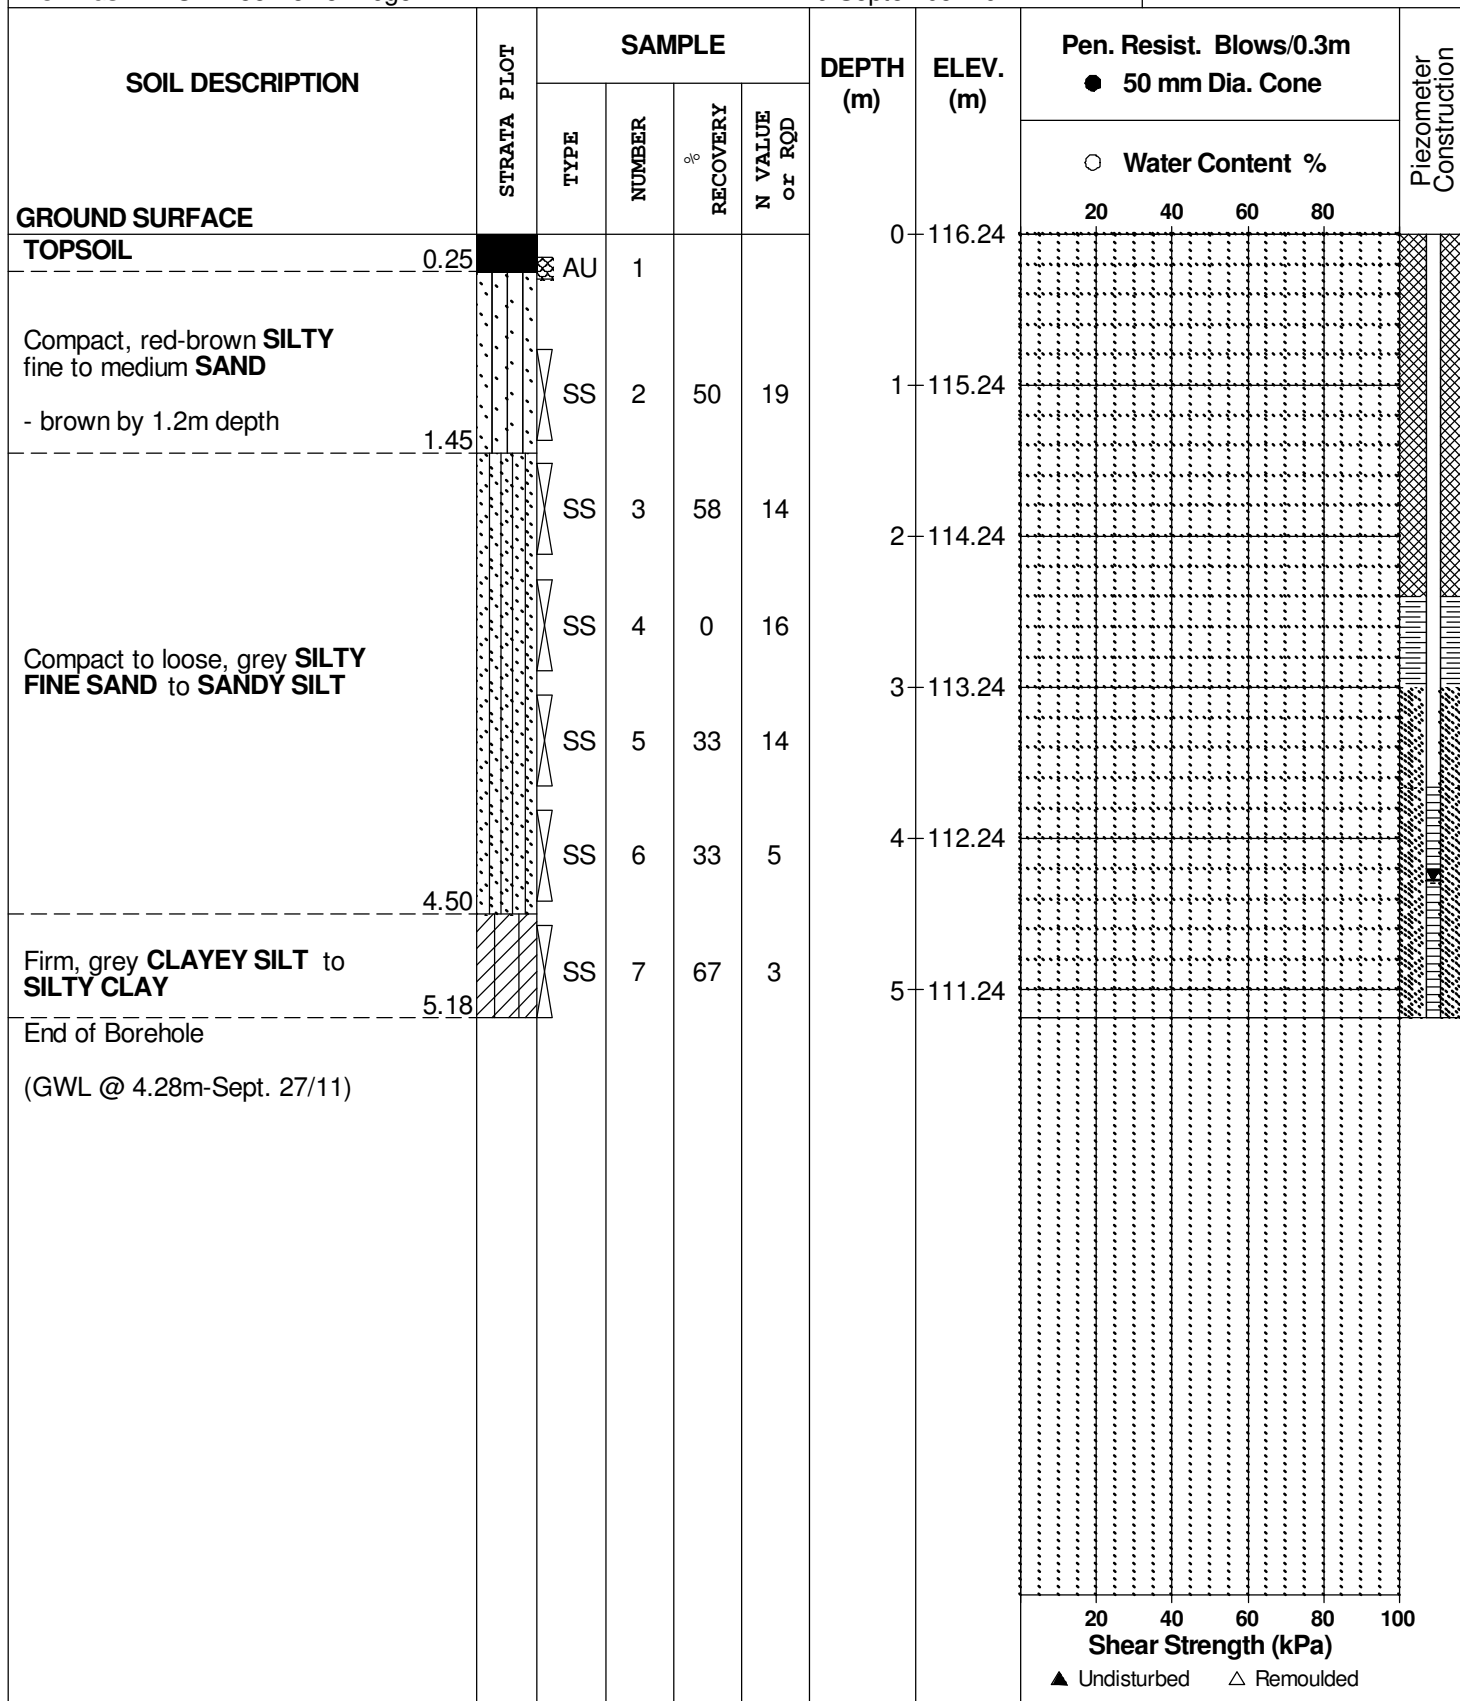 SOIL DESCRIPTION
GROUND SURFACE
STRATA PLOT
SAMPLE
TYPE
NUMBER
% RECOVERY
N VALUE or RQD
DEPTH (m)
ELEV. (m)
Pen. Resist. Blows/0.3m
● 50 mm Dia. Cone
○ Water Content %
20 40 60 80
Piezometer Construction
0 116.24
TOPSOIL
0.25
AU 1
Compact, red-brown SILTY
fine to medium SAND
- brown by 1.2m depth
1.45
SS 2 50 19
1 115.24
SS 3 58 14
2 114.24
SS 4 0 16
Compact to loose, grey SILTY
FINE SAND to SANDY SILT
3 113.24
SS 5 33 14
4 112.24
SS 6 33 5
4.50
Firm, grey CLAYEY SILT to
SILTY CLAY
SS 7 67 3
5 111.24
5.18
End of Borehole
(GWL @ 4.28m-Sept. 27/11)
20 40 60 80 100
Shear Strength (kPa)
▲ Undisturbed △ Remoulded